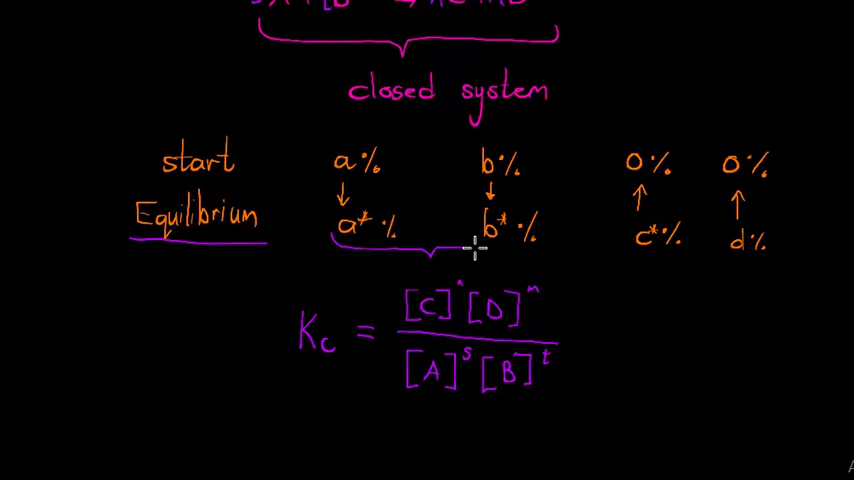 closed system
start a% b% 0% 0%
↓ ↓ ↑ ↑
Equilibrium a*% b*% c*% d%
Kc = [C]ⁿ[D]ᵐ / [A]ˢ[B]ᵗ